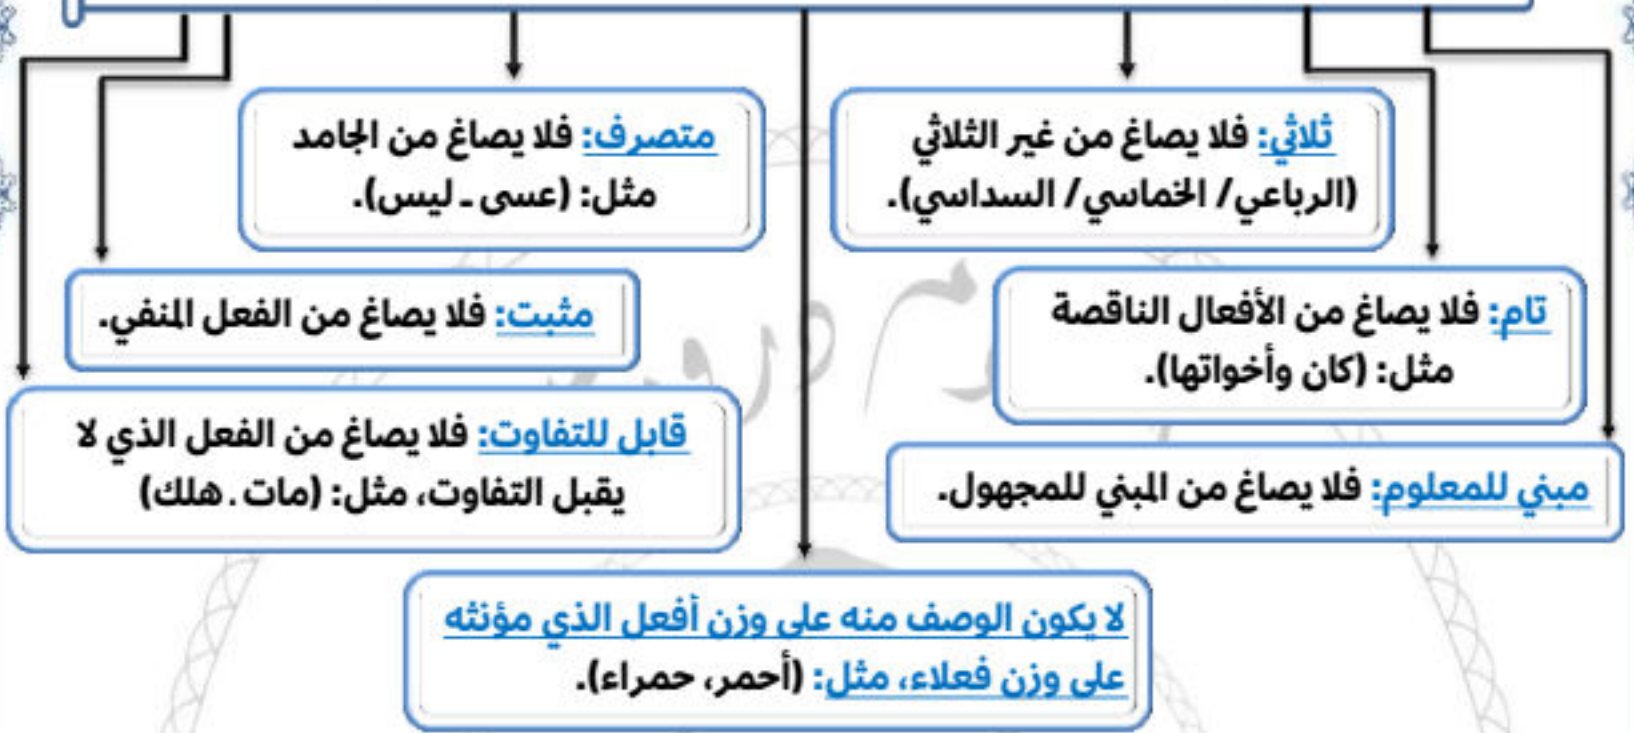 ثلاثي: فلا يصاغ من غير الثلاثي
(الرباعي/ الخماسي/ السداسي).
متصرف: فلا يصاغ من الجامد
مثل: (عسى ـ ليس).
تام: فلا يصاغ من الأفعال الناقصة
مثل: (كان وأخواتها).
مثبت: فلا يصاغ من الفعل المنفي.
مبني للمعلوم: فلا يصاغ من المبني للمجهول.
قابل للتفاوت: فلا يصاغ من الفعل الذي لا
يقبل التفاوت، مثل: (مات . هلك)
لا يكون الوصف منه على وزن أفعل الذي مؤنثه
على وزن فعلاء، مثل: (أحمر، حمراء).